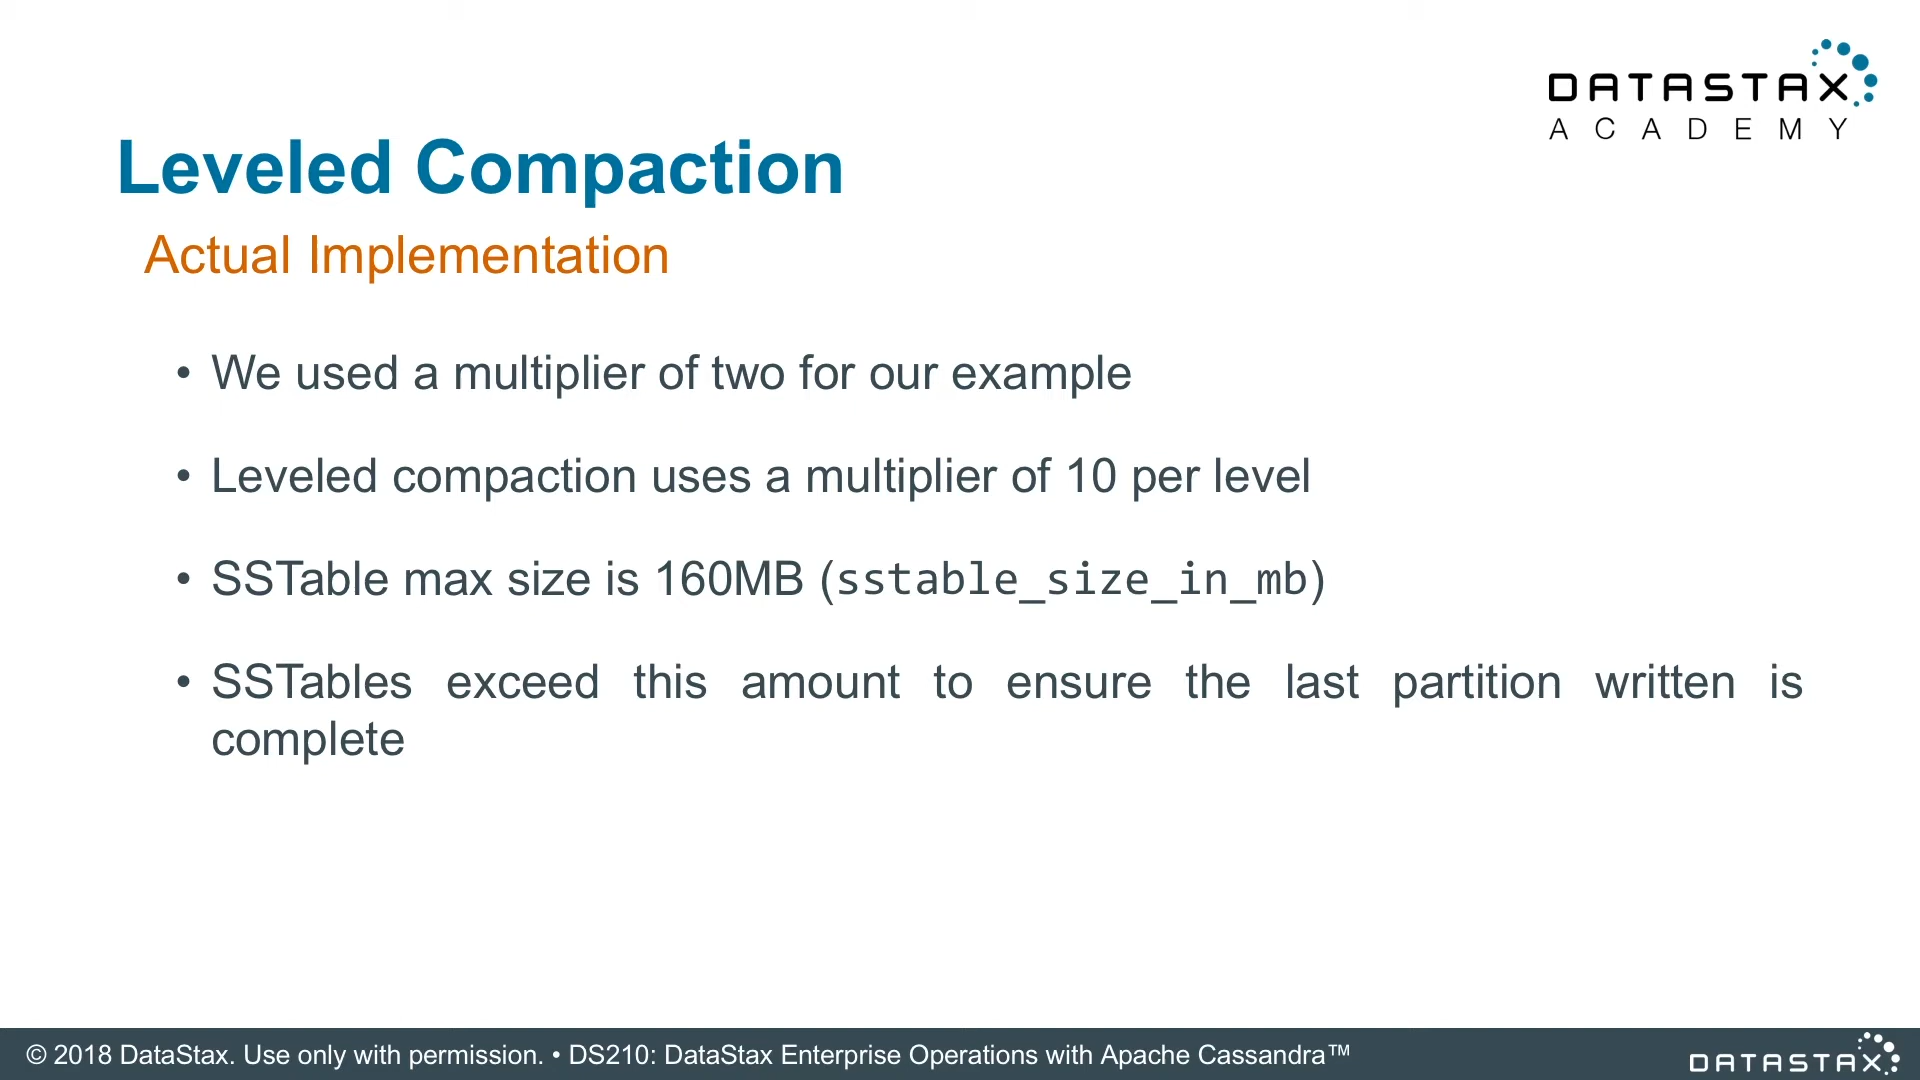 DATASTAX
ACADEMY
Leveled Compaction
Actual Implementation
• We used a multiplier of two for our example
• Leveled compaction uses a multiplier of 10 per level
• SSTable max size is 160MB (sstable_size_in_mb)
• SSTables exceed this amount to ensure the last partition written is
complete
© 2018 DataStax. Use only with permission. • DS210: DataStax Enterprise Operations with Apache Cassandra™
DATASTAX